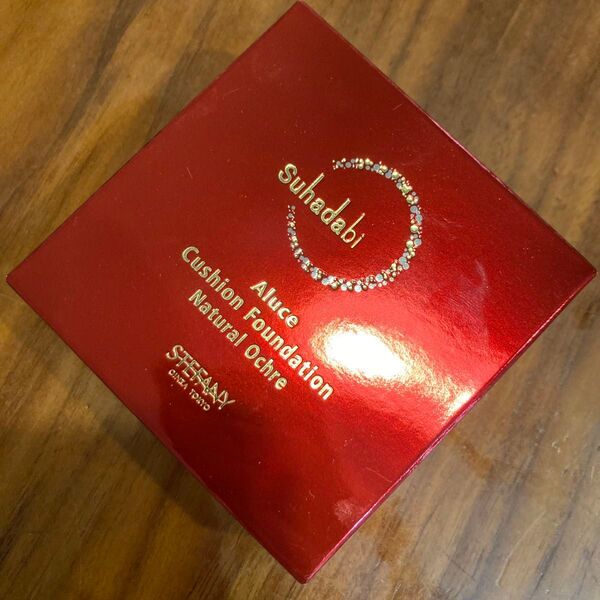 Suhadabi
Aluce
Cushion Foundation
Natural Ochre
STEFANY
GINZA TOKYO